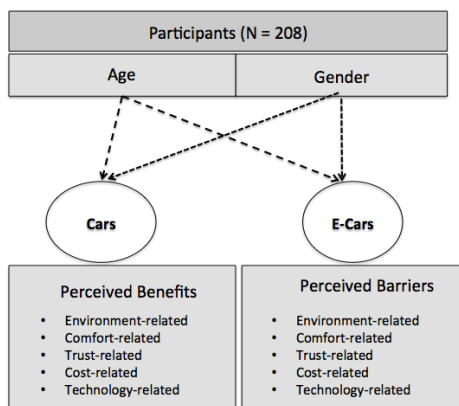 Participants (N = 208)
Age
Gender
Cars
E-Cars
Perceived Benefits
• Environment-related
• Comfort-related
• Trust-related
• Cost-related
• Technology-related
Perceived Barriers
• Environment-related
• Comfort-related
• Trust-related
• Cost-related
• Technology-related